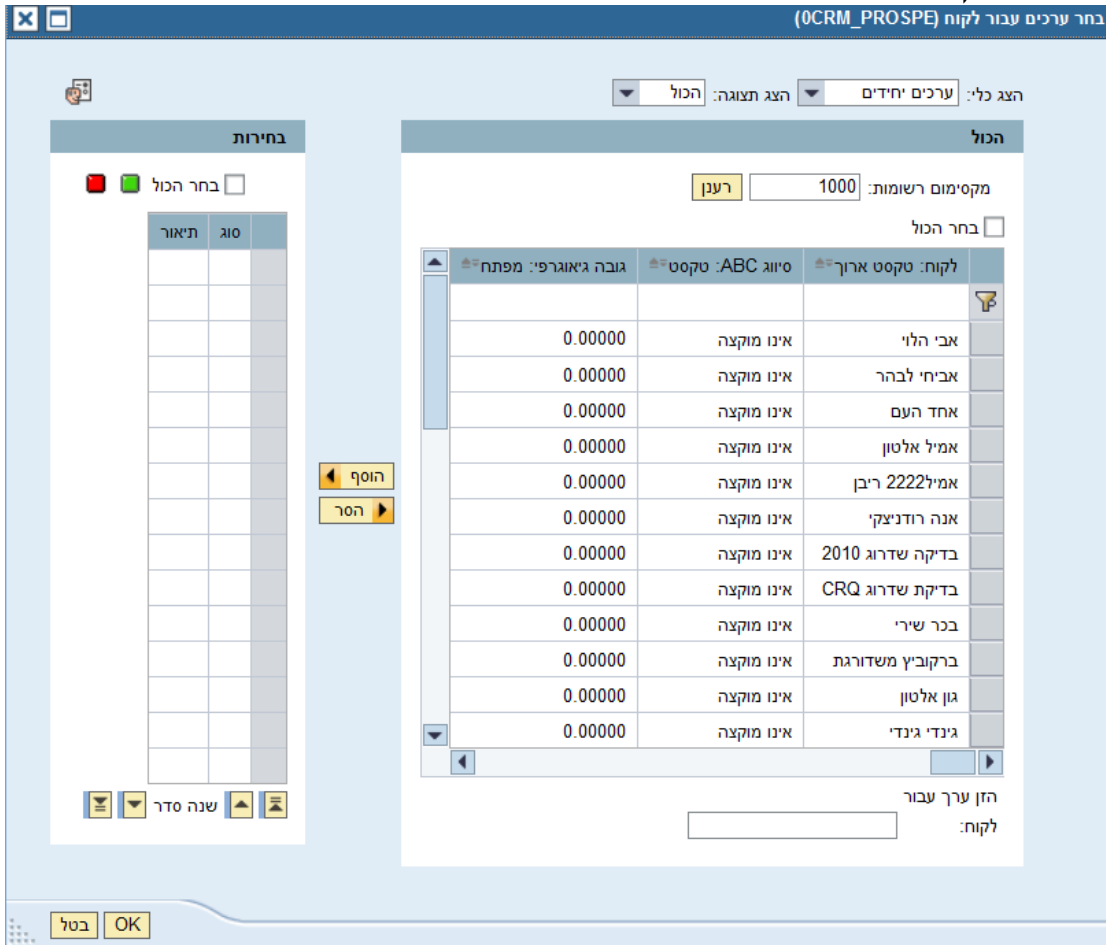 בחר ערכים עבור לקוח (0CRM_PROSPE)
הצג כלי: ערכים יחידים הצג תצוגה: הכול
הכול
מקסימום רשומות: 1000 רענן
בחר הכול
לקוח: טקסט ארוך סיווג ABC: טקסט גובה גיאוגרפי: מפתח
אבי הלוי אינו מוקצה 0.00000
אביחי לבהר אינו מוקצה 0.00000
אחד העם אינו מוקצה 0.00000
אמיל אלטון אינו מוקצה 0.00000
אמיל2222 ריבן אינו מוקצה 0.00000
אנה רודניצקי אינו מוקצה 0.00000
בדיקה שדרוג 2010 אינו מוקצה 0.00000
בדיקת שדרוג CRQ אינו מוקצה 0.00000
בכר שירי אינו מוקצה 0.00000
ברקוביץ משדורגת אינו מוקצה 0.00000
גון אלטון אינו מוקצה 0.00000
גינדי גינדי אינו מוקצה 0.00000
הזן ערך עבור
לקוח:
הוסף
הסר
בחירות
בחר הכול
סוג תיאור
שנה סדר
OK בטל